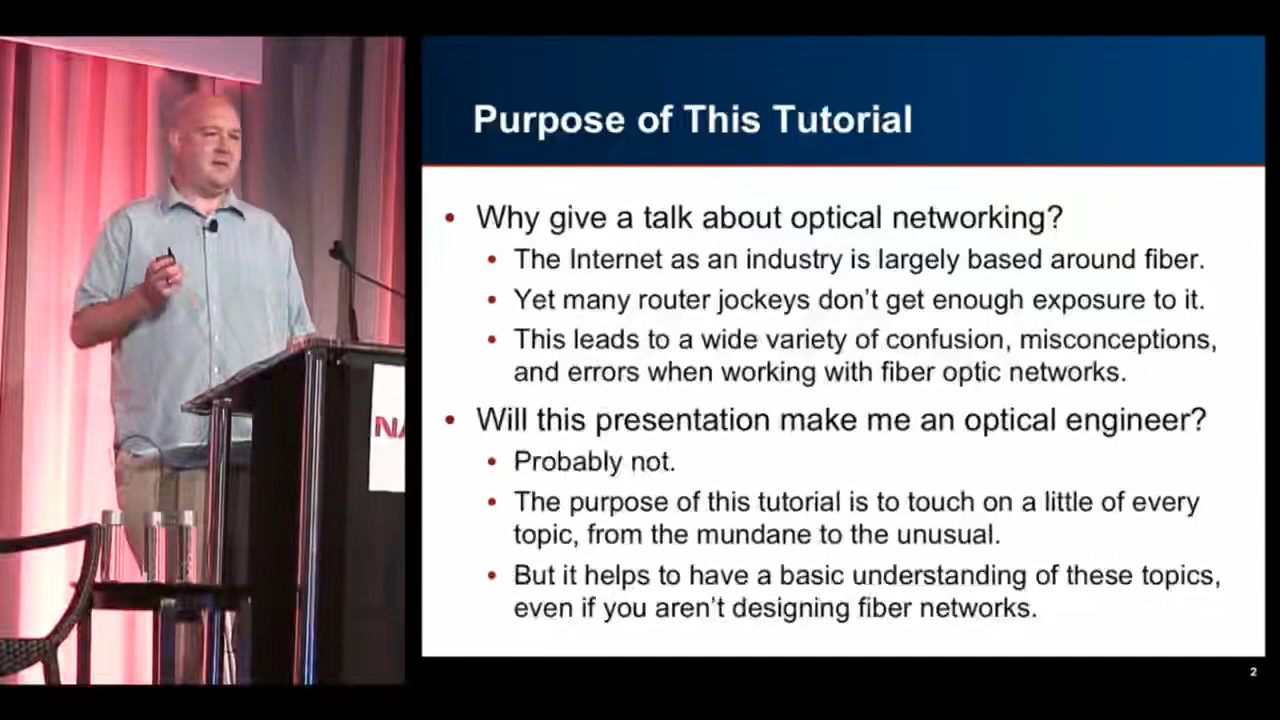 Purpose of This Tutorial
• Why give a talk about optical networking?
• The Internet as an industry is largely based around fiber.
• Yet many router jockeys don't get enough exposure to it.
• This leads to a wide variety of confusion, misconceptions,
and errors when working with fiber optic networks.
• Will this presentation make me an optical engineer?
• Probably not.
• The purpose of this tutorial is to touch on a little of every
topic, from the mundane to the unusual.
• But it helps to have a basic understanding of these topics,
even if you aren't designing fiber networks.
2